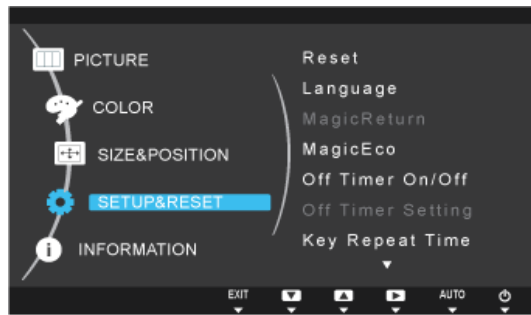 PICTURE
COLOR
SIZE&POSITION
SETUP&RESET
INFORMATION
Reset
Language
MagicReturn
MagicEco
Off Timer On/Off
Off Timer Setting
Key Repeat Time
EXIT
AUTO